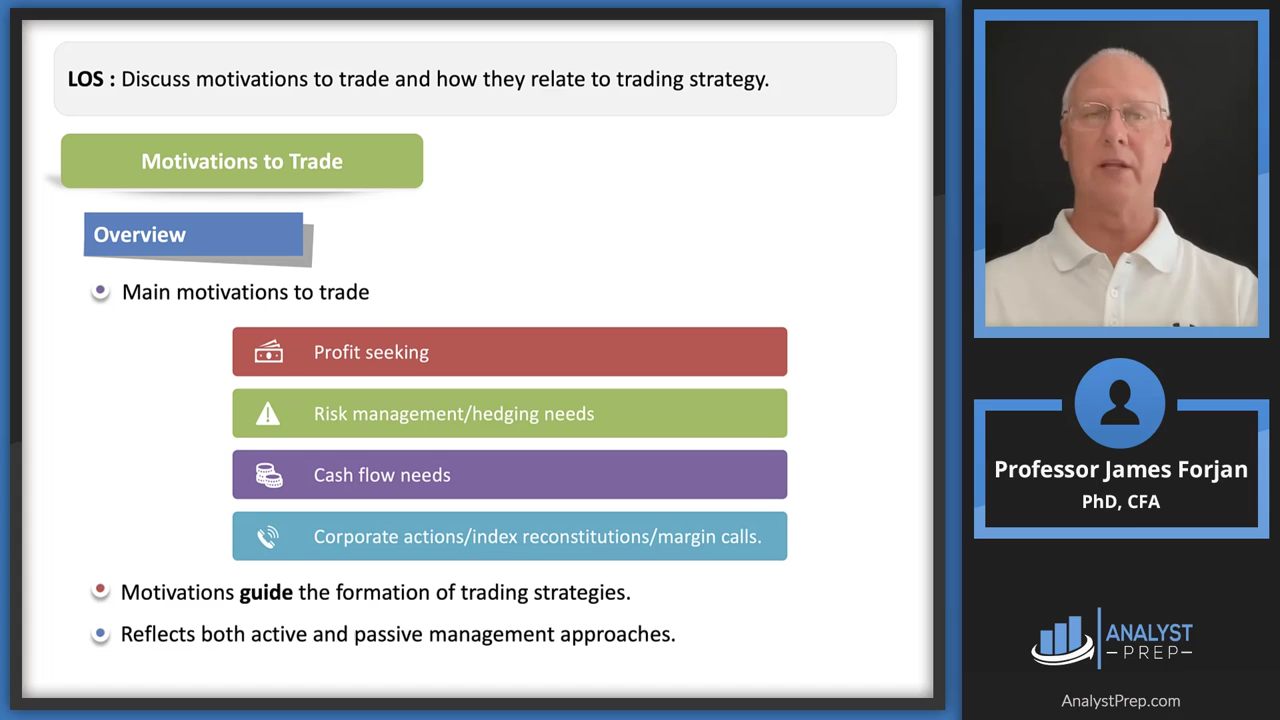 LOS : Discuss motivations to trade and how they relate to trading strategy.
Motivations to Trade
Overview
Main motivations to trade
Profit seeking
Risk management/hedging needs
Cash flow needs
Corporate actions/index reconstitutions/margin calls.
Motivations guide the formation of trading strategies.
Reflects both active and passive management approaches.
Professor James Forjan
PhD, CFA
ANALYST
PREP
AnalystPrep.com